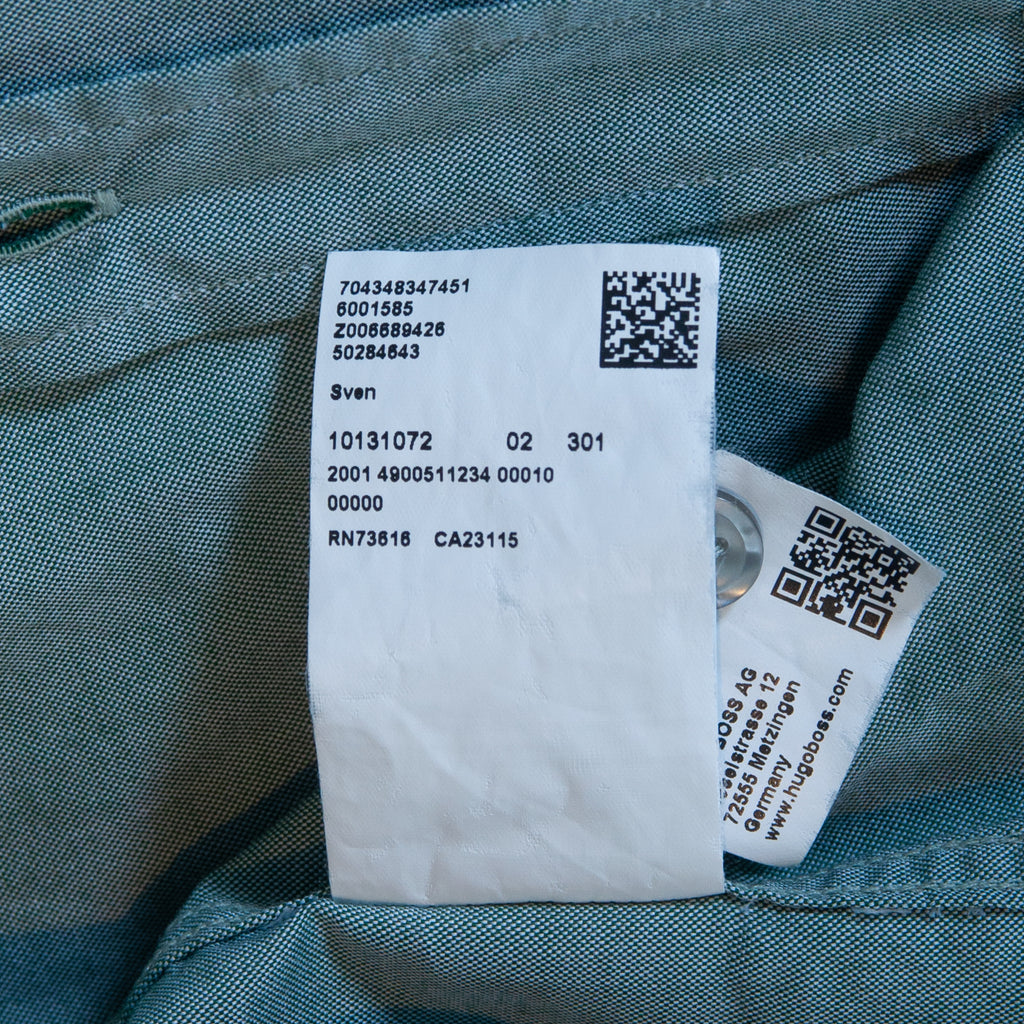 704348347451
6001585
Z006689426
50284643
Sven
10131072 02 301
2001 4900511234 00010
00000
RN73616 CA23115
BOSS AG
12
72555 Metzingen
Germany
www.hugoboss.com